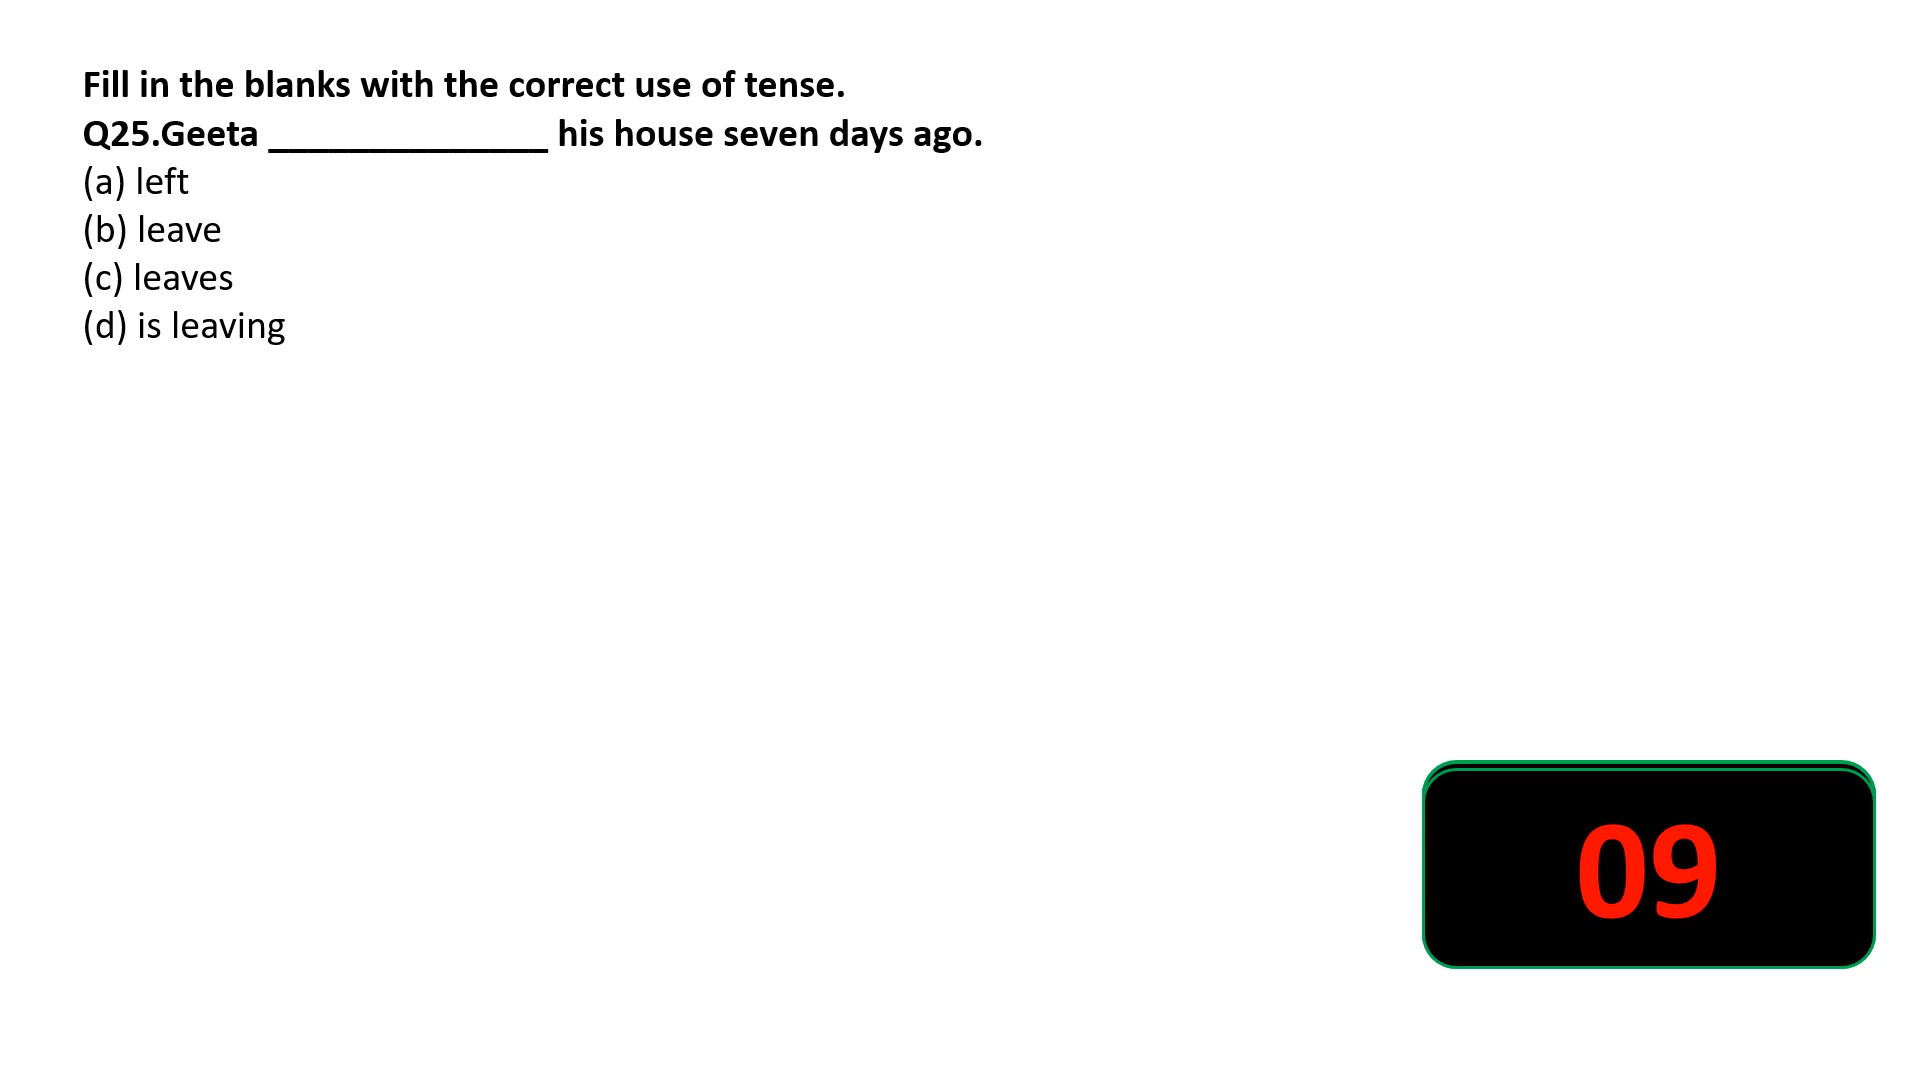 Fill in the blanks with the correct use of tense.
Q25.Geeta ______________ his house seven days ago.
(a) left
(b) leave
(c) leaves
(d) is leaving
09